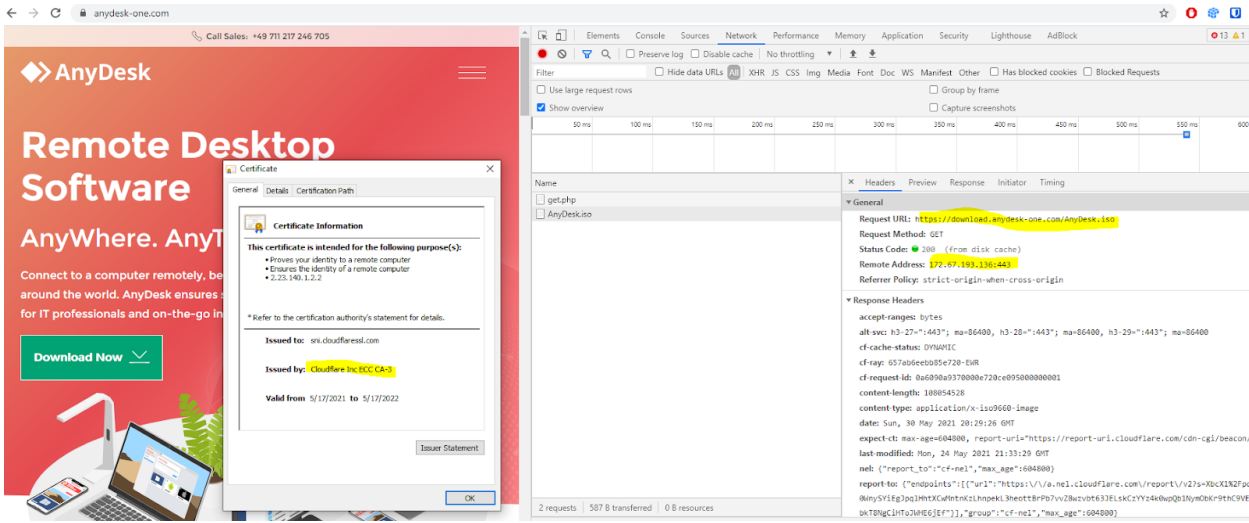 anydesk-one.com
Call Sales: +49 711 217 246 705
AnyDesk
Remote Desktop
Software
AnyWhere. AnyT
Connect to a computer remotely, be
around the world. AnyDesk ensures s
for IT professionals and on-the-go in
Download Now
Certificate
General Details Certification Path
Certificate Information
This certificate is intended for the following purpose(s):
• Proves your identity to a remote computer
• Ensures the identity of a remote computer
• 2.23.140.1.2.2
* Refer to the certification authority's statement for details.
Issued to: sni.cloudflaressl.com
Issued by: Cloudflare Inc ECC CA-3
Valid from 5/17/2021 to 5/17/2022
Issuer Statement
OK
Elements Console Sources Network Performance Memory Application Security Lighthouse AdBlock 13 1
Preserve log Disable cache No throttling
Filter Hide data URLs All XHR JS CSS Img Media Font Doc WS Manifest Other Has blocked cookies Blocked Requests
Use large request rows Group by frame
Show overview Capture screenshots
50 ms 100 ms 150 ms 200 ms 250 ms 300 ms 350 ms 400 ms 450 ms 500 ms 550 ms 600
Name
get.php
AnyDesk.iso
2 requests 587 B transferred 0 B resources
× Headers Preview Response Initiator Timing
General
Request URL: https://download.anydesk-one.com/AnyDesk.iso
Request Method: GET
Status Code: 200 (from disk cache)
Remote Address: 172.67.193.136:443
Referrer Policy: strict-origin-when-cross-origin
Response Headers
accept-ranges: bytes
alt-svc: h3-27=":443"; ma=86400, h3-28=":443"; ma=86400, h3-29=":443"; ma=86400
cf-cache-status: DYNAMIC
cf-ray: 657ab6eebb85e720-EWR
cf-request-id: 0a6090a9370000e720ce095000000001
content-length: 108054528
content-type: application/x-iso9660-image
date: Sun, 30 May 2021 20:29:26 GMT
expect-ct: max-age=604800, report-uri="https://report-uri.cloudflare.com/cdn-cgi/beacon/
last-modified: Mon, 24 May 2021 21:33:29 GMT
nel: {"report_to":"cf-nel","max_age":604800}
report-to: {"endpoints":[{"url":"https:\/\/a.nel.cloudflare.com\/report\/v2?s=XbcX1N2Fpo